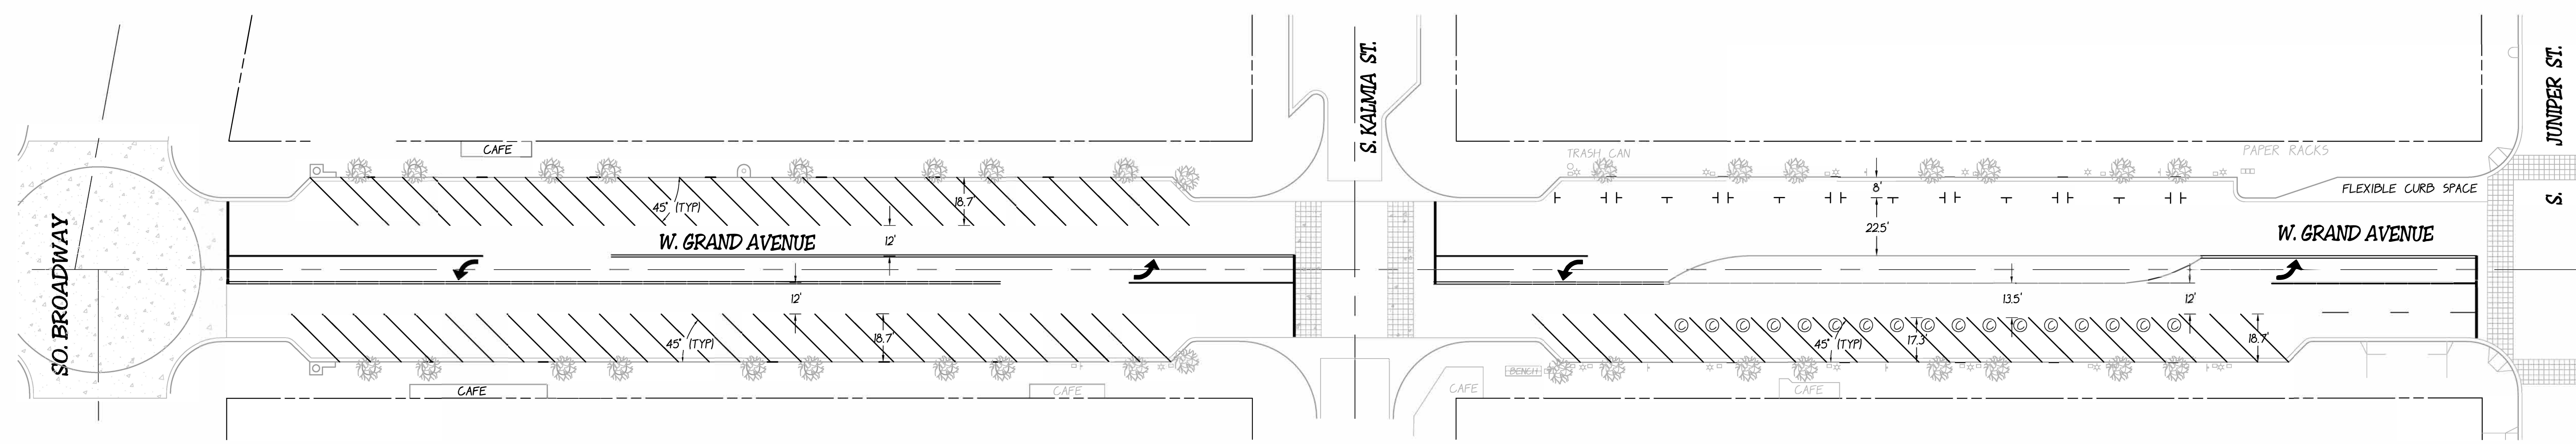 SO. BROADWAY
CAFE
45° (TYP)
18.7'
W. GRAND AVENUE
12'
12'
45° (TYP)
18.7'
CAFE
CAFE
S. KALMIA ST.
TRASH CAN
PAPER RACKS
8'
FLEXIBLE CURB SPACE
22.5'
W. GRAND AVENUE
13.5'
12'
© © © © © © © © © © © © © © © © ©
45° (TYP)
17.3'
18.7'
BENCH
CAFE
CAFE
S. JUNIPER ST.